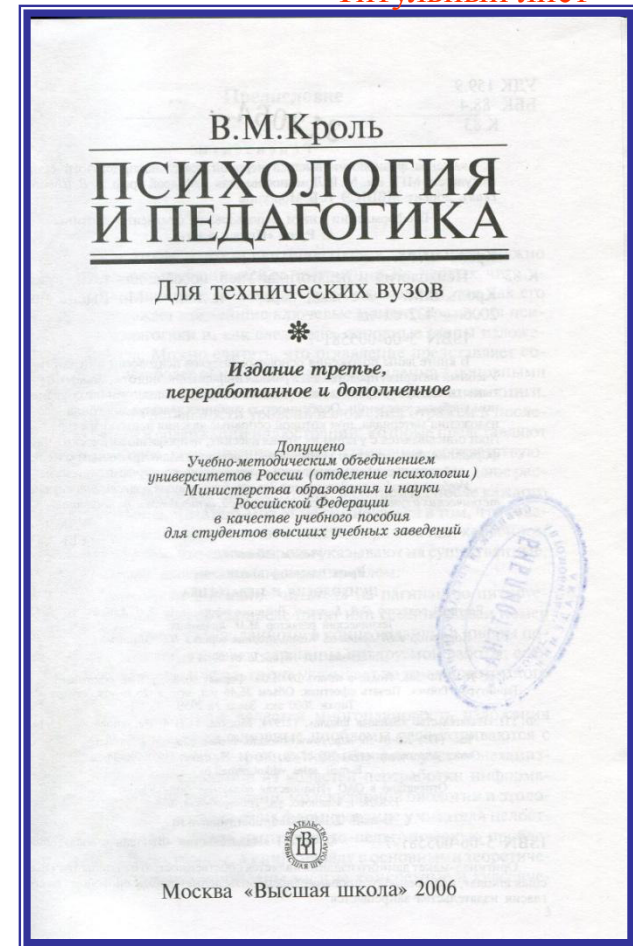 Титульный лист
В.М.Кроль
ПСИХОЛОГИЯ
И ПЕДАГОГИКА
Для технических вузов
Издание третье,
переработанное и дополненное
Допущено
Учебно-методическим объединением
университетов России (отделение психологии)
Министерства образования и науки
Российской Федерации
в качестве учебного пособия
для студентов высших учебных заведений
Москва «Высшая школа» 2006